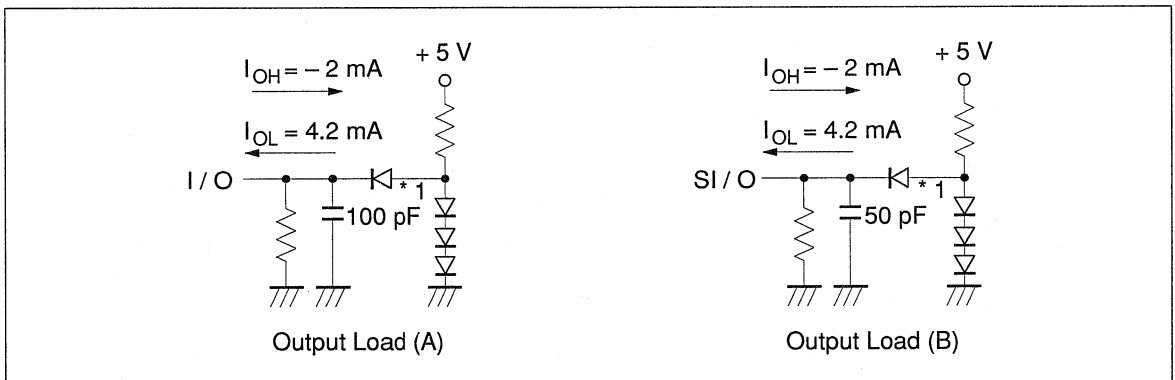 + 5 V
I_OH = – 2 mA
I_OL = 4.2 mA
I / O
* 1
100 pF
Output Load (A)
+ 5 V
I_OH = – 2 mA
I_OL = 4.2 mA
SI / O
* 1
50 pF
Output Load (B)